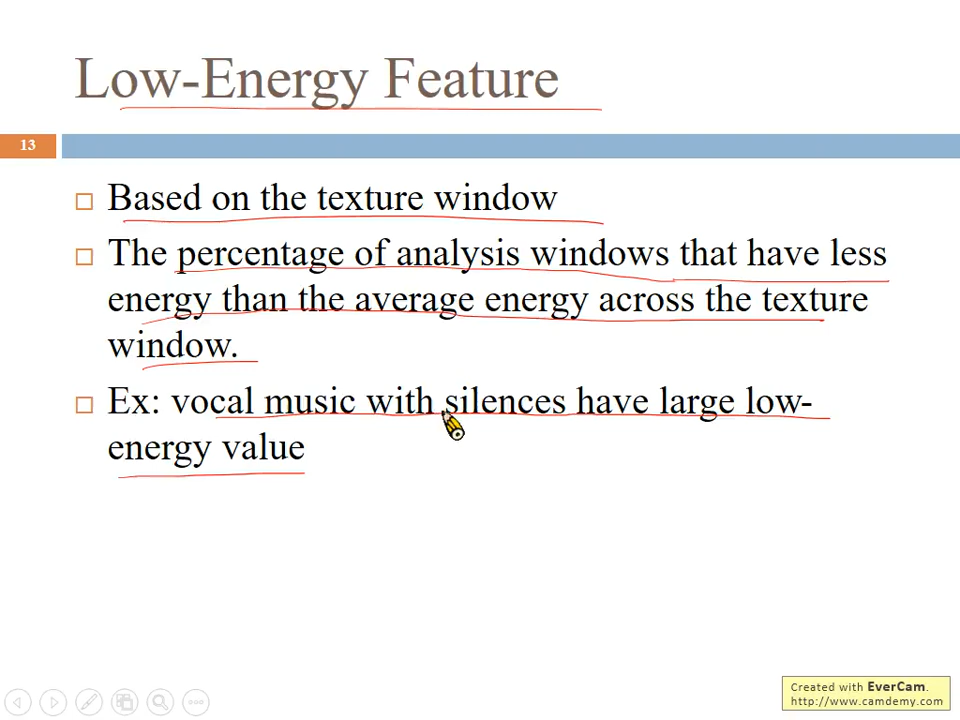 Low-Energy Feature
13
Based on the texture window
The percentage of analysis windows that have less
energy than the average energy across the texture
window.
Ex: vocal music with silences have large low-
energy value
Created with EverCam.
http://www.camdemy.com